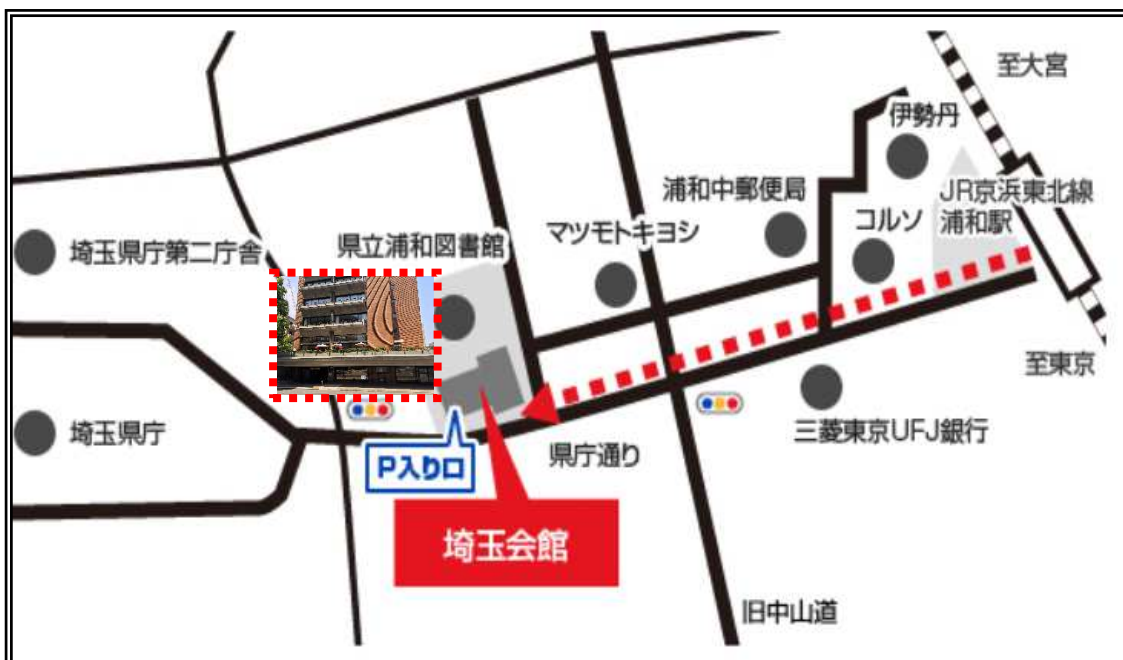 至大宮
伊勢丹
浦和中郵便局
JR京浜東北線
浦和駅
コルソ
マツモトキヨシ
県立浦和図書館
埼玉県庁第二庁舎
至東京
埼玉県庁
三菱東京UFJ銀行
県庁通り
P入り口
埼玉会館
旧中山道